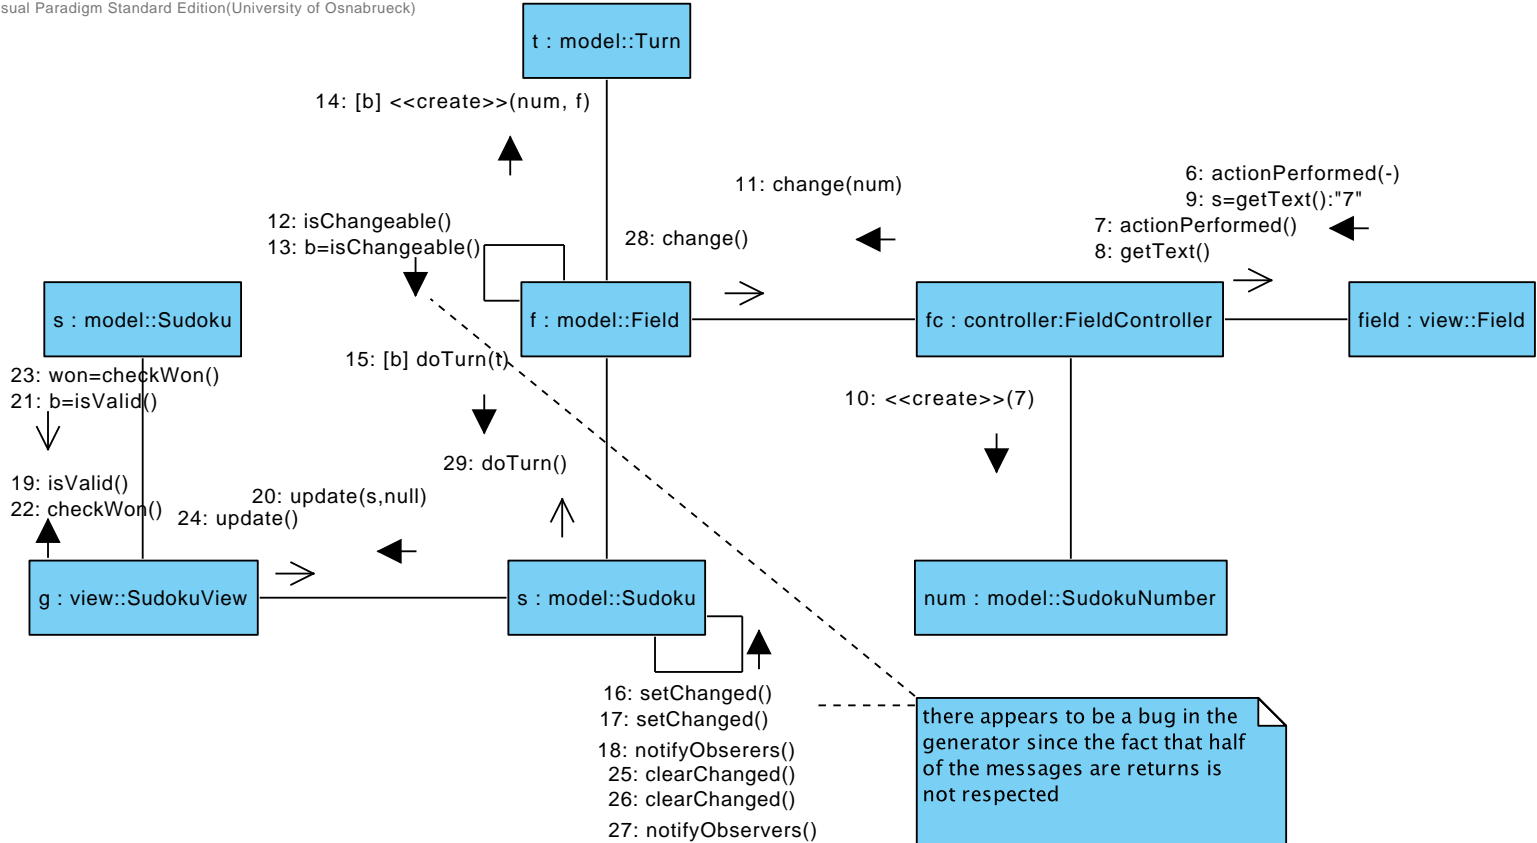 sual Paradigm Standard Edition(University of Osnabrueck)
t : model::Turn
14: [b] <<create>>(num, f)
6: actionPerformed(-)
11: change(num)
9: s=getText():"7"
12: isChangeable()
7: actionPerformed()
13: b=isChangeable()
28: change()
8: getText()
s : model::Sudoku
f : model::Field
fc : controller:FieldController
field : view::Field
15: [b] doTurn(t)
23: won=checkWon()
21: b=isValid()
10: <<create>>(7)
29: doTurn()
19: isValid()
20: update(s,null)
22: checkWon()
24: update()
g : view::SudokuView
s : model::Sudoku
num : model::SudokuNumber
16: setChanged()
17: setChanged()
18: notifyObserers()
25: clearChanged()
26: clearChanged()
27: notifyObservers()
there appears to be a bug in the
generator since the fact that half
of the messages are returns is
not respected